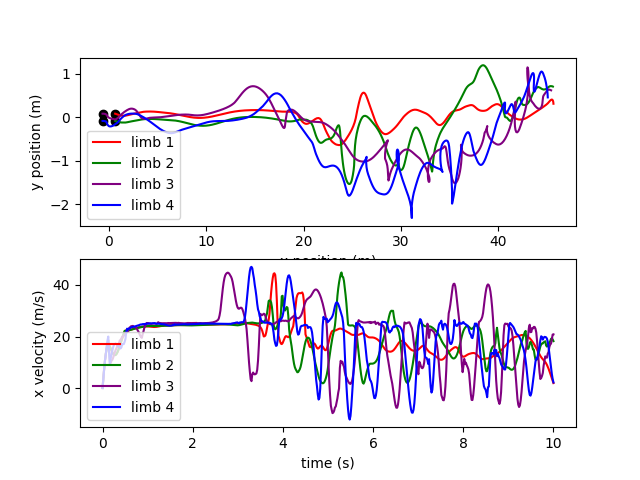 y position (m)
1
0
−1
−2
limb 1
limb 2
limb 3
limb 4
0
10
20
30
40
x position (m)
x velocity (m/s)
40
20
0
limb 1
limb 2
limb 3
limb 4
0
2
4
6
8
10
time (s)